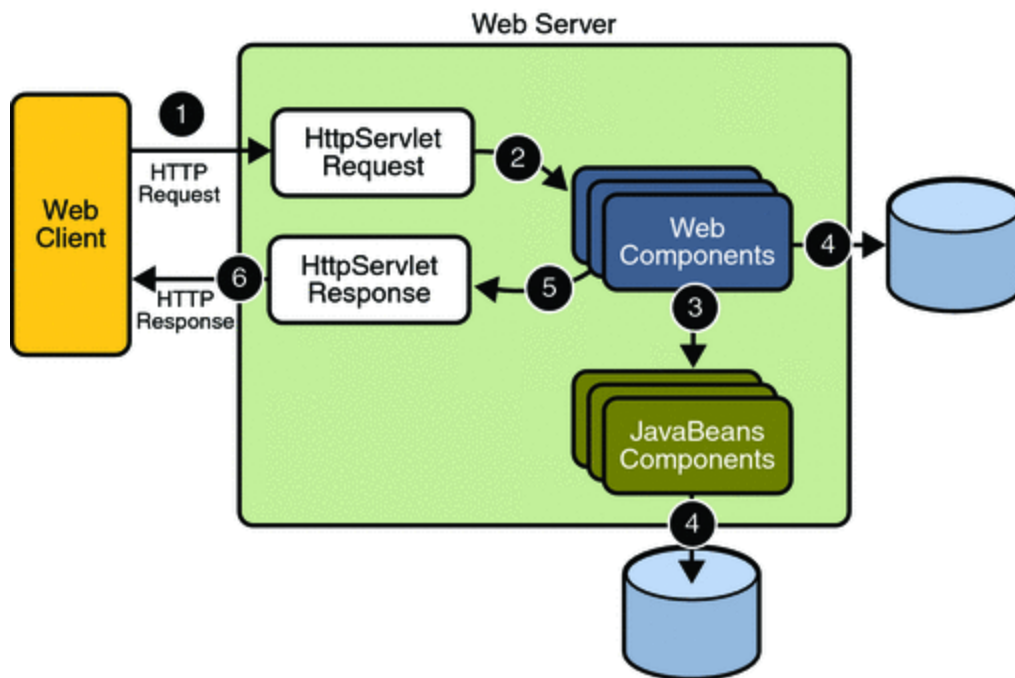 Web Server
1
HTTP
Request
HttpServlet
Request
2
Web
Client
Web
Components
4
HttpServlet
Response
5
6
HTTP
Response
3
JavaBeans
Components
4